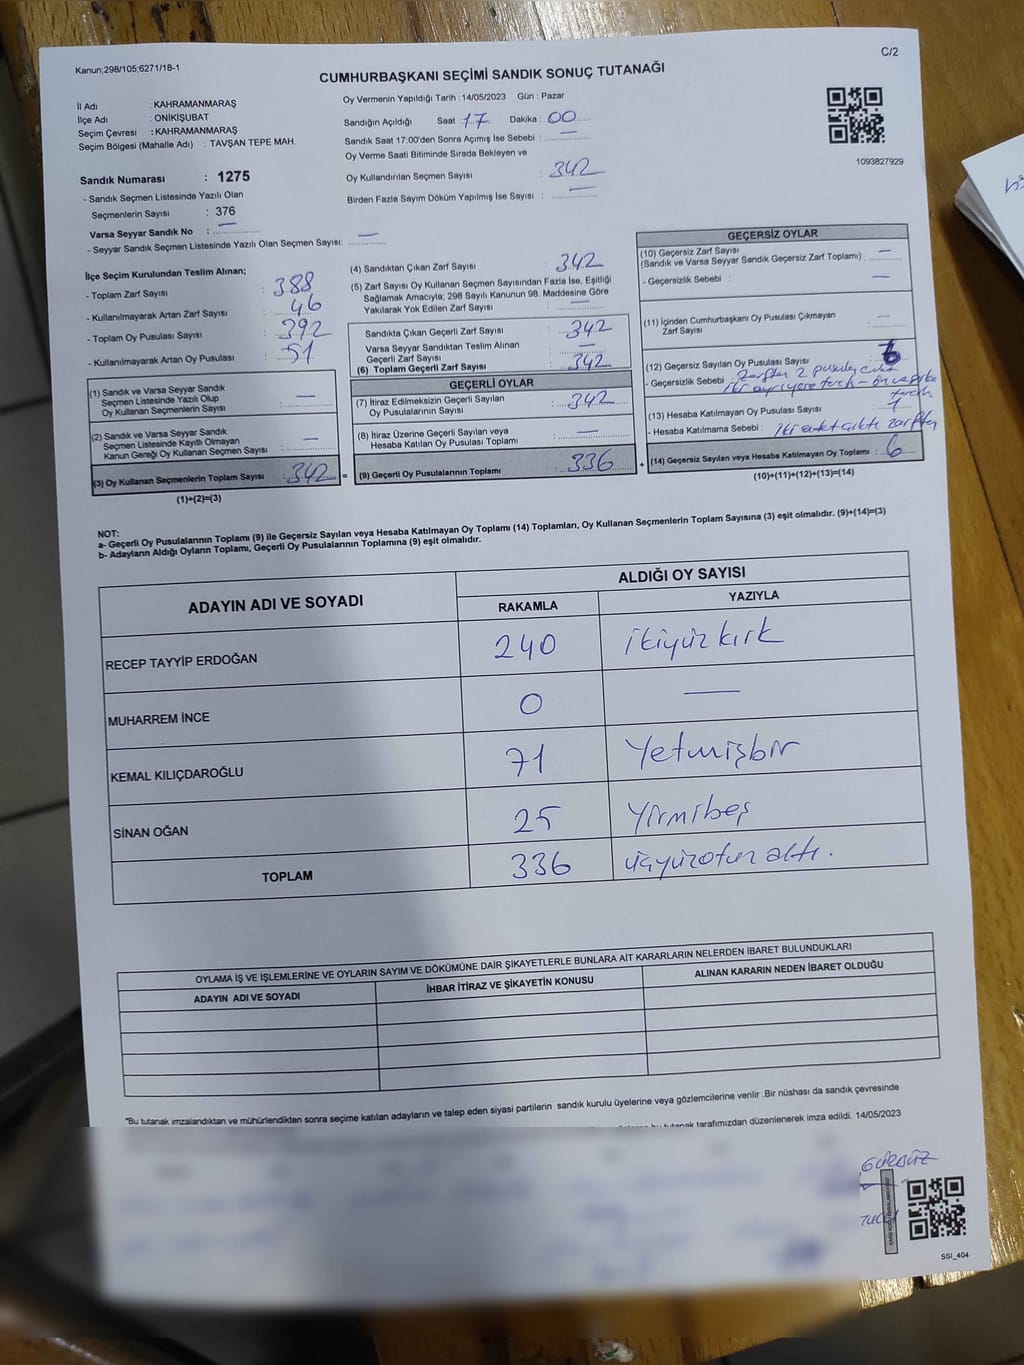 Kanun;298/105;6271/18-1
C/2
CUMHURBAŞKANI SEÇİMİ SANDIK SONUÇ TUTANAĞI
İl Adı : KAHRAMANMARAŞ
İlçe Adı : ONİKİŞUBAT
Seçim Çevresi : KAHRAMANMARAŞ
Seçim Bölgesi (Mahalle Adı) : TAVŞAN TEPE MAH.
Sandık Numarası : 1275
- Sandık Seçmen Listesinde Yazılı Olan
Seçmenlerin Sayısı : 376
Varsa Seyyar Sandık No : —
- Seyyar Sandık Seçmen Listesinde Yazılı Olan Seçmen Sayısı: —
Oy Vermenin Yapıldığı Tarih : 14/05/2023 Gün : Pazar
Sandığın Açıldığı Saat : 17 Dakika : 00
Sandık Saat 17:00'den Sonra Açımış İse Sebebi : —
Oy Verme Saati Bitiminde Sırada Bekleyen ve
Oy Kullandırılan Seçmen Sayısı : 342
Birden Fazla Sayım Döküm Yapılmış İse Sayısı : —
1093827929
İlçe Seçim Kurulundan Teslim Alınan;
- Toplam Zarf Sayısı : 388
- Kullanılmayarak Artan Zarf Sayısı : 46
- Toplam Oy Pusulası Sayısı : 392
- Kullanılmayarak Artan Oy Pusulası : 51
(1) Sandık ve Varsa Seyyar Sandık
Seçmen Listesinde Yazılı Olup
Oy Kullanan Seçmenlerin Sayısı : —
(2) Sandık ve Varsa Seyyar Sandık
Seçmen Listesinde Kayıtlı Olmayan
Kanun Gereği Oy Kullanan Seçmen Sayısı : —
(3) Oy Kullanan Seçmenlerin Toplam Sayısı : 342 =
(1)+(2)=(3)
(4) Sandıktan Çıkan Zarf Sayısı : 342
(5) Zarf Sayısı Oy Kullanan Seçmen Sayısından Fazla İse, Eşitliği
Sağlamak Amacıyla; 298 Sayılı Kanunun 98. Maddesine Göre
Yakılarak Yok Edilen Zarf Sayısı : —
Sandıkta Çıkan Geçerli Zarf Sayısı : 342
Varsa Seyyar Sandıktan Teslim Alınan
Geçerli Zarf Sayısı : —
(6) Toplam Geçerli Zarf Sayısı : 342
GEÇERLİ OYLAR
(7) İtiraz Edilmeksizin Geçerli Sayılan
Oy Pusulalarının Sayısı : 342
(8) İtiraz Üzerine Geçerli Sayılan veya
Hesaba Katılan Oy Pusulası Toplamı : —
(9) Geçerli Oy Pusulalarının Toplamı : 336 +
GEÇERSİZ OYLAR
(10) Geçersiz Zarf Sayısı
(Sandık ve Varsa Seyyar Sandık Geçersiz Zarf Toplamı) : —
- Geçersizlik Sebebi : —
(11) İçinden Cumhurbaşkanı Oy Pusulası Çıkmayan
Zarf Sayısı : —
(12) Geçersiz Sayılan Oy Pusulası Sayısı :
- Geçersizlik Sebebi : zarftan 2 pusula çıktı
iki ayrı yere tercih -
tercih
(13) Hesaba Katılmayan Oy Pusulası Sayısı : 1
- Hesaba Katılmama Sebebi : iki adet çıktı zarftan
(14) Geçersiz Sayılan veya Hesaba Katılmayan Oy Toplamı : 6
(10)+(11)+(12)+(13)=(14)
NOT:
a- Geçerli Oy Pusulalarının Toplamı (9) ile Geçersiz Sayılan veya Hesaba Katılmayan Oy Toplamı (14) Toplamları, Oy Kullanan Seçmenlerin Toplam Sayısına (3) eşit olmalıdır. (9)+(14)=(3)
b- Adayların Aldığı Oyların Toplamı, Geçerli Oy Pusulalarının Toplamına (9) eşit olmalıdır.
ADAYIN ADI VE SOYADI ALDIĞI OY SAYISI
RAKAMLA YAZIYLA
RECEP TAYYİP ERDOĞAN 240 ikiyüz kırk
MUHARREM İNCE 0 —
KEMAL KILIÇDAROĞLU 71 Yetmişbir
SİNAN OĞAN 25 Yirmibeş
TOPLAM 336 üçyüzotuz altı.
OYLAMA İŞ VE İŞLEMLERİNE VE OYLARIN SAYIM VE DÖKÜMÜNE DAİR ŞİKAYETLERLE BUNLARA AİT KARARLARIN NELERDEN İBARET BULUNDUKLARI
ADAYIN ADI VE SOYADI İHBAR İTİRAZ VE ŞİKAYETİN KONUSU ALINAN KARARIN NEDEN İBARET OLDUĞU
"Bu tutanak imzalandıktan ve mühürlendikten sonra seçime katılan adayların ve talep eden siyasi partilerin sandık kurulu üyelerine veya gözlemcilerine verilir .Bir nüshası da sandık çevresinde
bu tutanak tarafımızdan düzenlenerek imza edildi. 14/05/2023
GÜRBÜZ
SSI_404